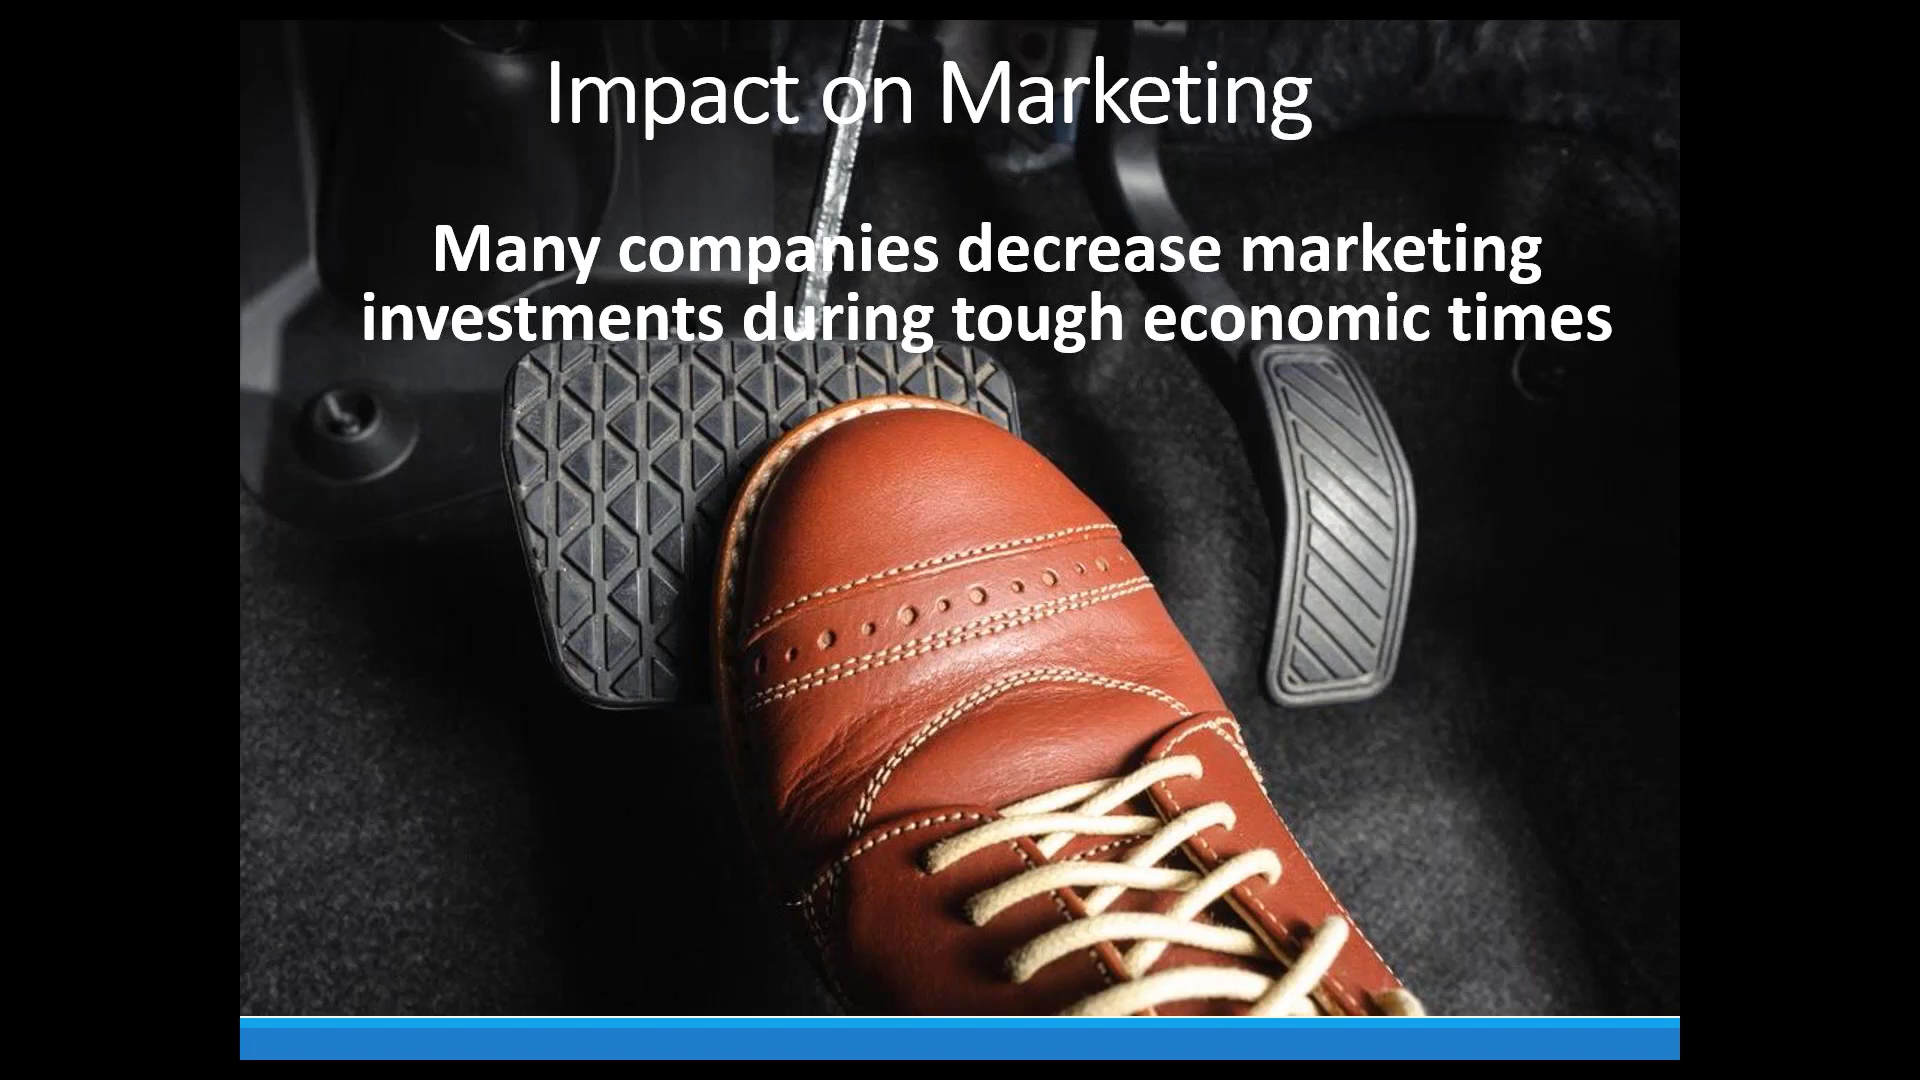 Impact on Marketing
Many companies decrease marketing
investments during tough economic times